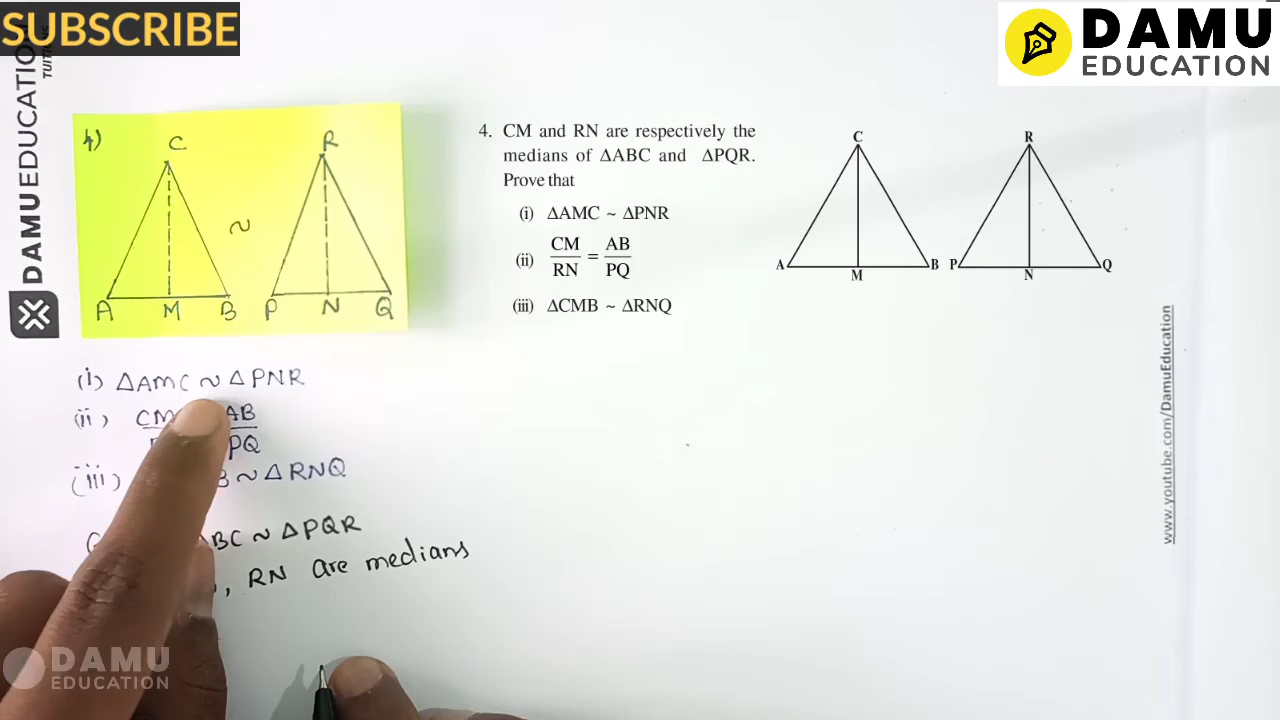 SUBSCRIBE
DAMU
EDUCATION
DAMU EDUCATION
TUITIONS
4)
C
R
~
A M B P N Q
4. CM and RN are respectively the
medians of ΔABC and ΔPQR.
Prove that
(i) ΔAMC ~ ΔPNR
(ii) CM/RN = AB/PQ
(iii) ΔCMB ~ ΔRNQ
C R
A M B P N Q
(i) ΔAMC ~ ΔPNR
(ii) CM AB
PQ
(iii) B ~ ΔRNQ
BC ~ ΔPQR
, RN are medians
www.youtube.com/DamuEducation
DAMU
EDUCATION